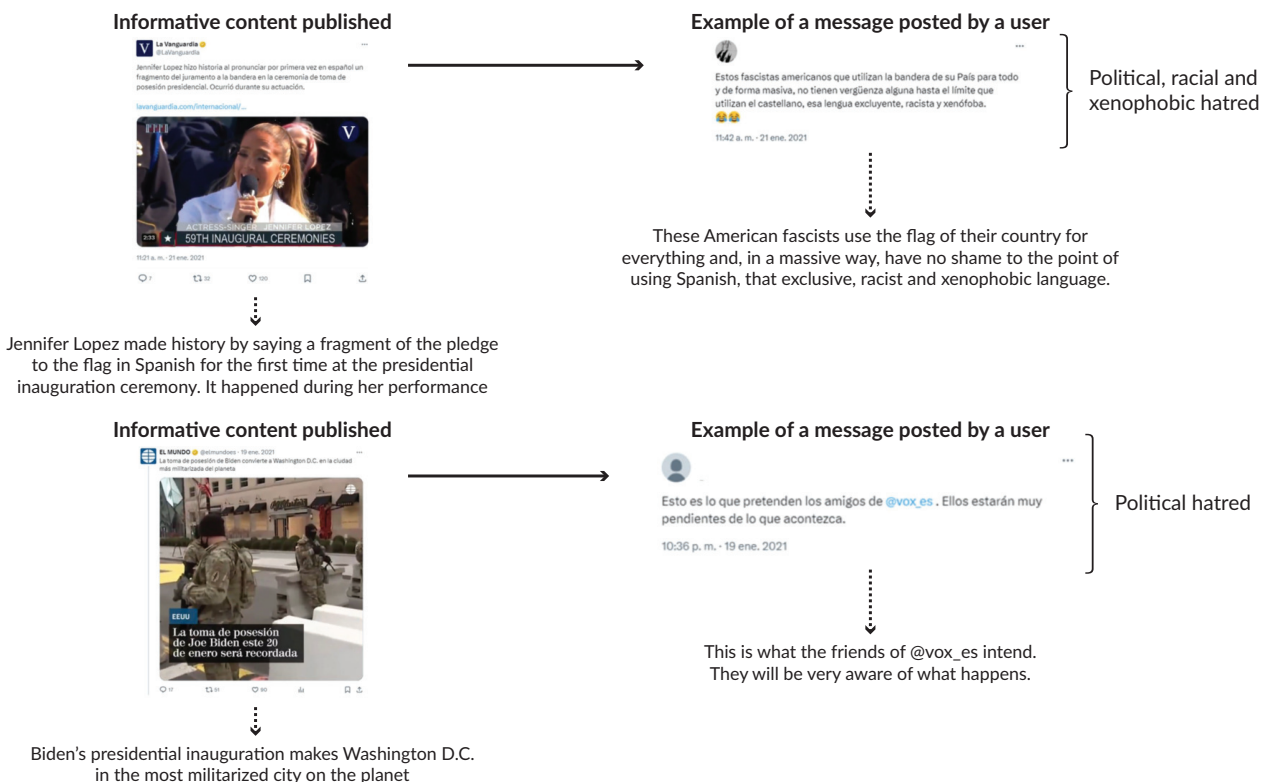 Informative content published
La Vanguardia
@LaVanguardia
Jennifer Lopez hizo historia al pronunciar por primera vez en español un
fragmento del juramento a la bandera en la ceremonia de toma de
posesión presidencial. Ocurrió durante su actuación.
lavanguardia.com/internacional/...
V
ACTRESS-SINGER JENNIFER LOPEZ
2:33
59TH INAUGURAL CEREMONIES
11:21 a. m. · 21 ene. 2021
7 32 120
Jennifer Lopez made history by saying a fragment of the pledge
to the flag in Spanish for the first time at the presidential
inauguration ceremony. It happened during her performance
Example of a message posted by a user
Estos fascistas americanos que utilizan la bandera de su País para todo
y de forma masiva, no tienen vergüenza alguna hasta el límite que
utilizan el castellano, esa lengua excluyente, racista y xenófoba.
😂😂
11:42 a. m. · 21 ene. 2021
Political, racial and
xenophobic hatred
These American fascists use the flag of their country for
everything and, in a massive way, have no shame to the point of
using Spanish, that exclusive, racist and xenophobic language.
Informative content published
EL MUNDO @elmundoes · 19 ene. 2021
La toma de posesión de Biden convierte a Washington D.C. en la ciudad
más militarizada del planeta
EEUU
La toma de posesión
de Joe Biden este 20
de enero será recordada
17 51 90
Biden’s presidential inauguration makes Washington D.C.
in the most militarized city on the planet
Example of a message posted by a user
Esto es lo que pretenden los amigos de @vox_es . Ellos estarán muy
pendientes de lo que acontezca.
10:36 p. m. · 19 ene. 2021
Political hatred
This is what the friends of @vox_es intend.
They will be very aware of what happens.